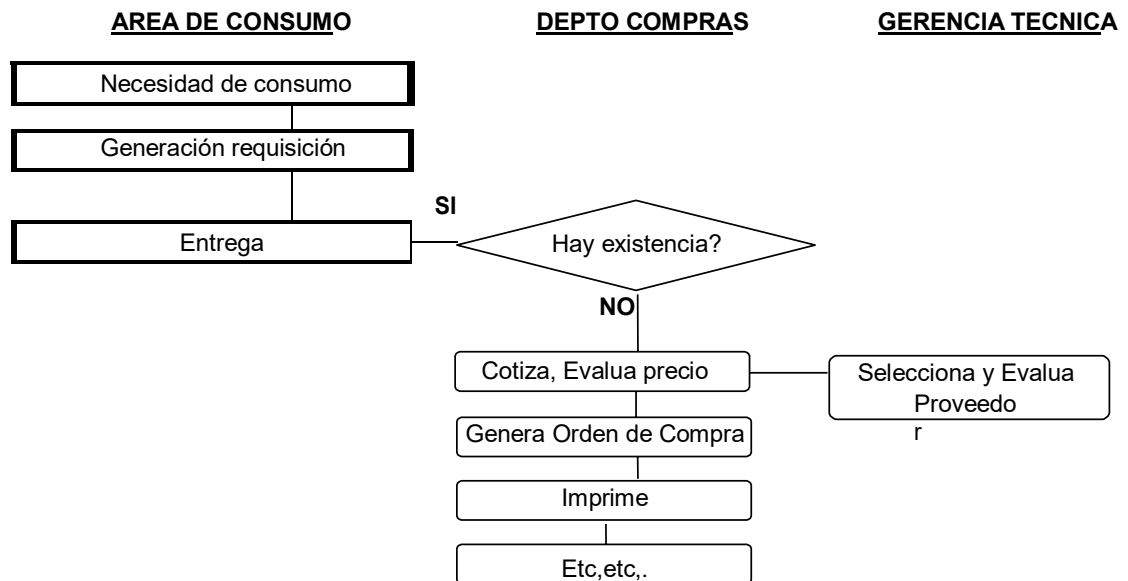 AREA DE CONSUMO
DEPTO COMPRAS
GERENCIA TECNICA
Necesidad de consumo
Generación requisición
SI
Entrega
Hay existencia?
NO
Cotiza, Evalua precio
Selecciona y Evalua
Proveedo
r
Genera Orden de Compra
Imprime
Etc,etc,.